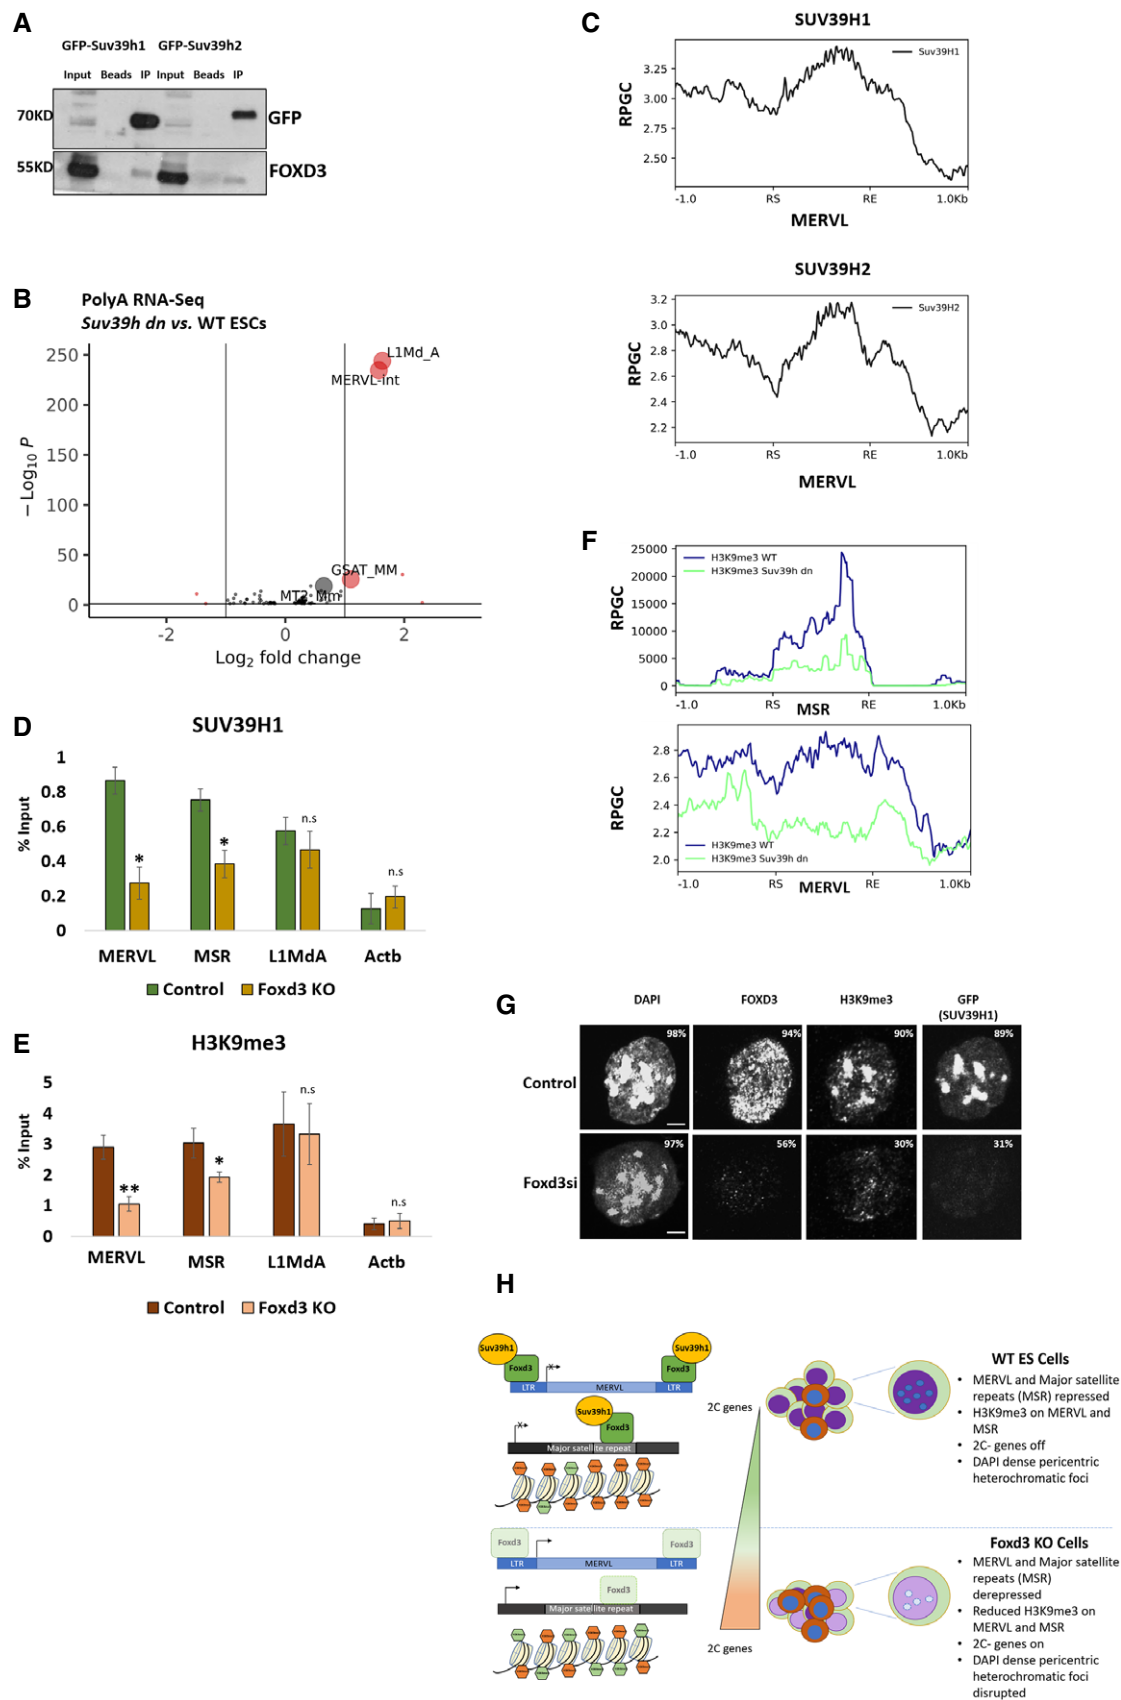 A
GFP-Suv39h1 GFP-Suv39h2
Input Beads IP Input Beads IP
70KD
GFP
55KD
FOXD3
B
PolyA RNA-Seq
Suv39h dn vs. WT ESCs
250
200
150
100
50
0
− Log10 P
L1Md_A
MERVL-int
GSAT_MM
MT2_Mm
-2 0 2
Log2 fold change
C
SUV39H1
Suv39H1
3.25
3.00
2.75
2.50
RPGC
-1.0 RS RE 1.0Kb
MERVL
SUV39H2
Suv39H2
3.2
3.0
2.8
2.6
2.4
2.2
RPGC
-1.0 RS RE 1.0Kb
MERVL
D
SUV39H1
1
0.8
0.6
0.4
0.2
0
% Input
*
*
n.s
n.s
MERVL MSR L1MdA Actb
Control Foxd3 KO
E
H3K9me3
5
4
3
2
1
0
% Input
**
*
n.s
n.s
MERVL MSR L1MdA Actb
Control Foxd3 KO
F
25000
20000
15000
10000
5000
0
RPGC
H3K9me3 WT
H3K9me3 Suv39h dn
-1.0 RS RE 1.0Kb
MSR
2.8
2.6
2.4
2.2
2.0
RPGC
H3K9me3 WT
H3K9me3 Suv39h dn
-1.0 RS RE 1.0Kb
MERVL
G
DAPI FOXD3 H3K9me3 GFP
(SUV39H1)
Control
98% 94% 90% 89%
Foxd3si
97% 56% 30% 31%
H
Suv39h1 Suv39h1
Foxd3 Foxd3
LTR MERVL LTR
Suv39h1
Foxd3
Major satellite repeat
2C genes
WT ES Cells
• MERVL and Major satellite
repeats (MSR) repressed
• H3K9me3 on MERVL and
MSR
• 2C- genes off
• DAPI dense pericentric
heterochromatic foci
Foxd3 Foxd3
LTR MERVL LTR
Foxd3
Major satellite repeat
2C genes
Foxd3 KO Cells
• MERVL and Major satellite
repeats (MSR)
derepressed
• Reduced H3K9me3 on
MERVL and MSR
• 2C- genes on
• DAPI dense pericentric
heterochromatic foci
disrupted